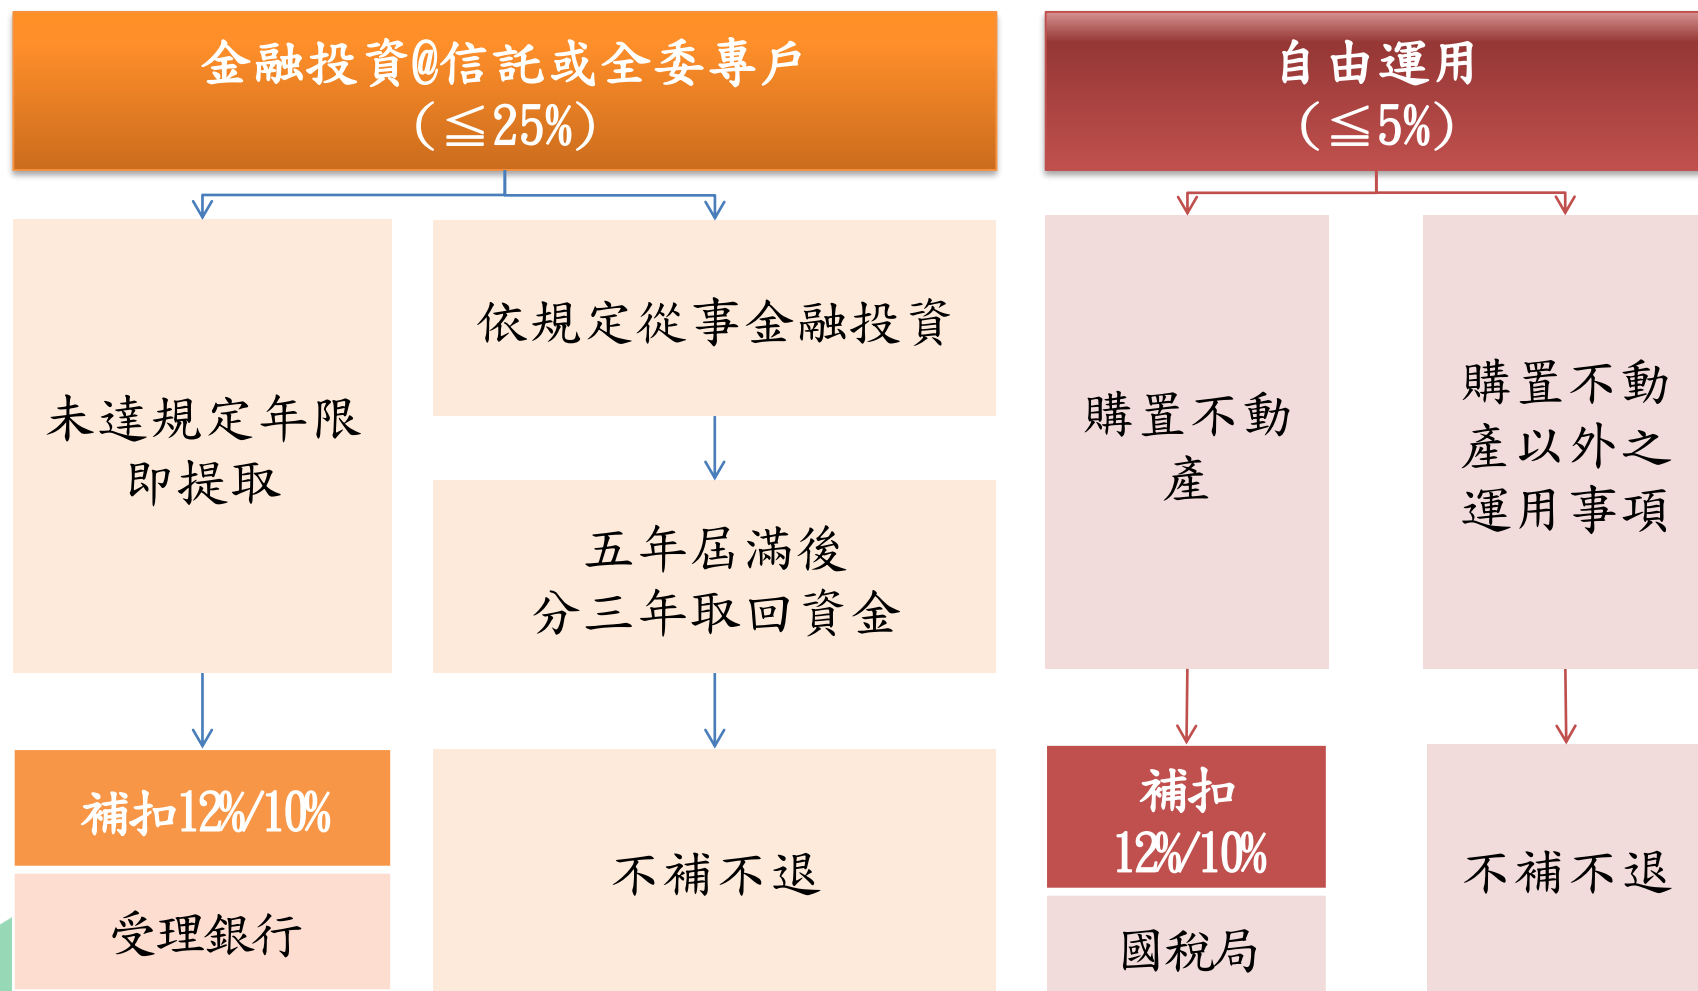 金融投資@信託或全委專戶
(≦25%)
未達規定年限
即提取
補扣12%/10%
受理銀行
依規定從事金融投資
五年屆滿後
分三年取回資金
不補不退
自由運用
(≦5%)
購置不動
產
補扣
12%/10%
國稅局
購置不動
產以外之
運用事項
不補不退